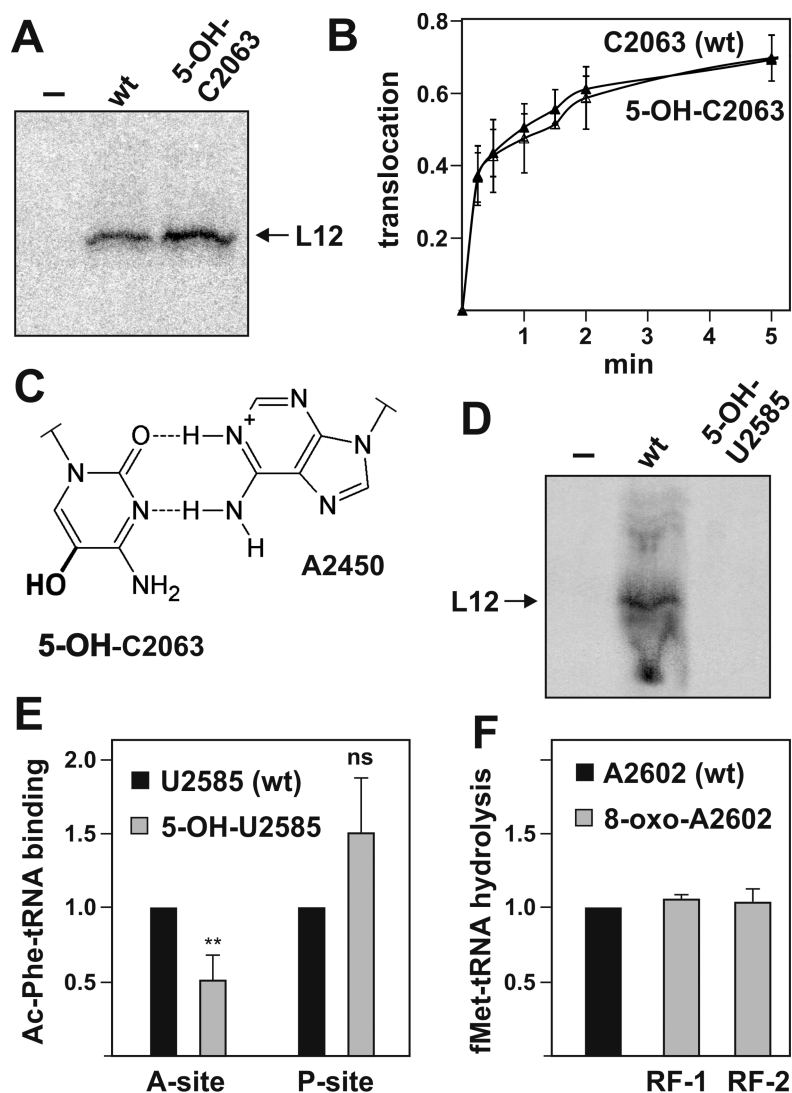 A
–
wt
5-OH-
C2063
L12
B
translocation
0.8
0.6
0.4
0.2
C2063 (wt)
5-OH-C2063
1 2 3 4 5
min
C
O H N + N
N N H N N N
H
HO NH2
A2450
5-OH-C2063
D
–
wt
5-OH-
U2585
L12
E
Ac-Phe-tRNA binding
2.0
1.5
1.0
0.5
U2585 (wt)
5-OH-U2585
**
ns
A-site P-site
F
fMet-tRNA hydrolysis
1.5
1.0
0.5
A2602 (wt)
8-oxo-A2602
RF-1 RF-2